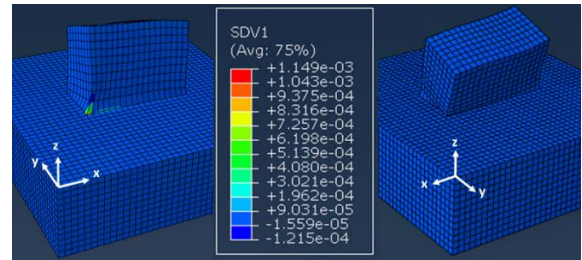 z
y
x
SDV1
(Avg: 75%)
+1.149e-03
+1.043e-03
+9.375e-04
+8.316e-04
+7.257e-04
+6.198e-04
+5.139e-04
+4.080e-04
+3.021e-04
+1.962e-04
+9.031e-05
-1.559e-05
-1.215e-04
z
x
y